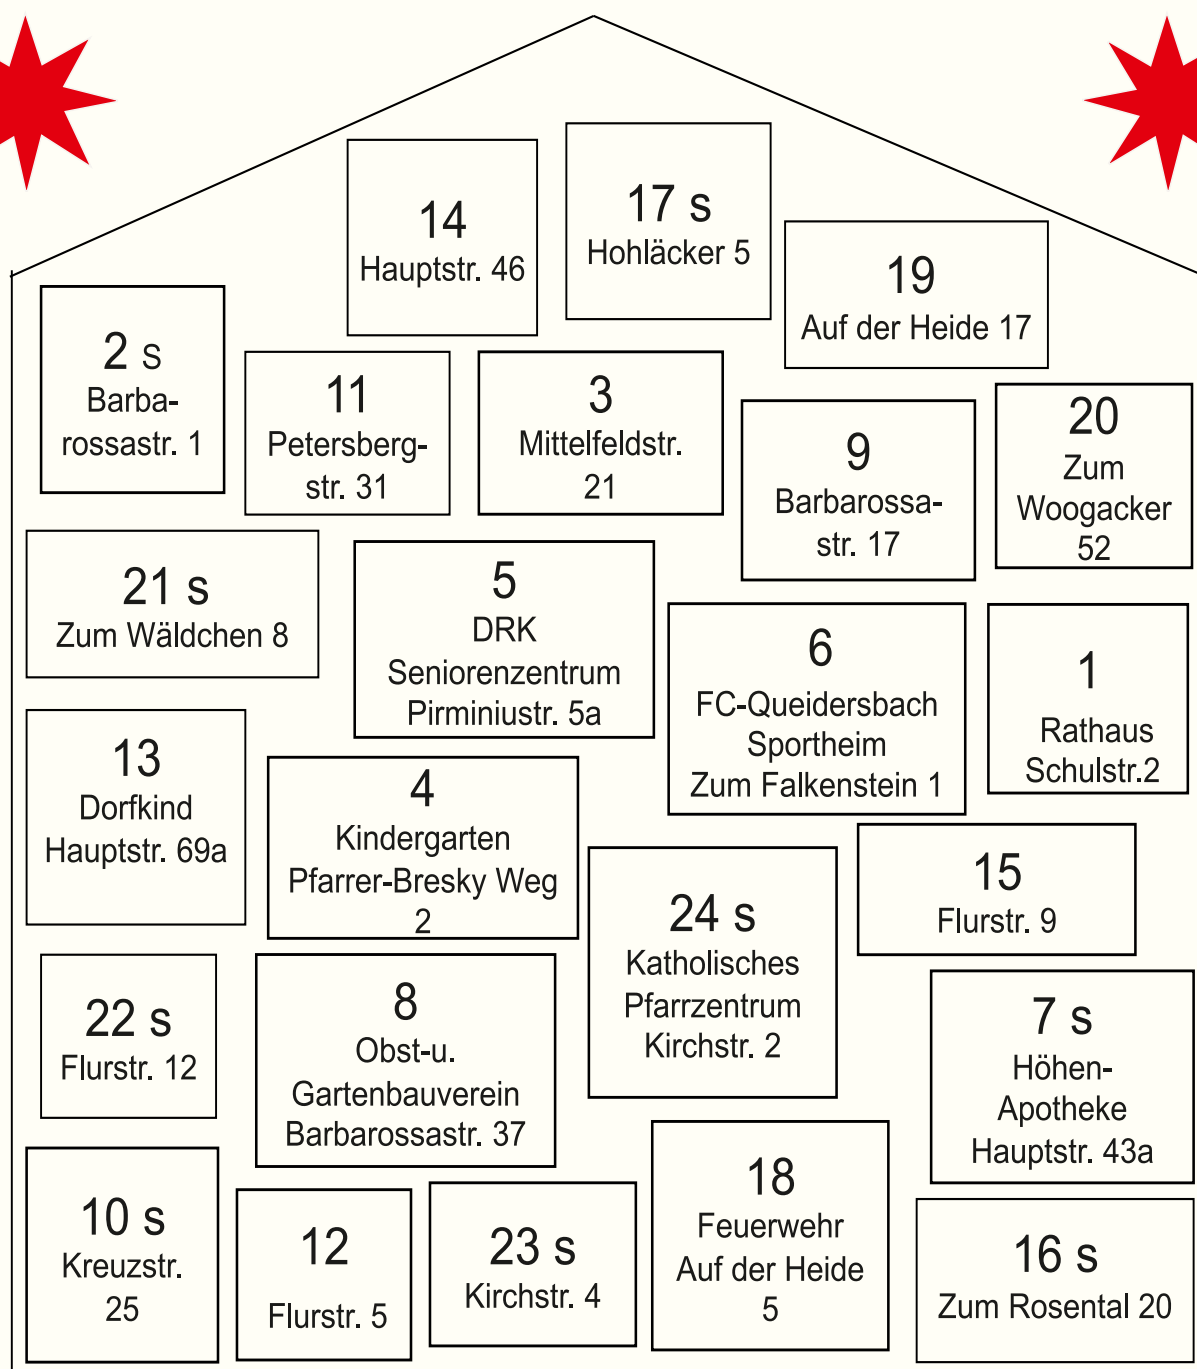 14
Hauptstr. 46
17 s
Hohläcker 5
19
Auf der Heide 17
2 s
Barba-
rossastr. 1
11
Petersberg-
str. 31
3
Mittelfeldstr.
21
9
Barbarossa-
str. 17
20
Zum
Woogacker
52
21 s
Zum Wäldchen 8
5
DRK
Seniorenzentrum
Pirminiustr. 5a
6
FC-Queidersbach
Sportheim
Zum Falkenstein 1
1
Rathaus
Schulstr.2
13
Dorfkind
Hauptstr. 69a
4
Kindergarten
Pfarrer-Bresky Weg
2
24 s
Katholisches
Pfarrzentrum
Kirchstr. 2
15
Flurstr. 9
22 s
Flurstr. 12
8
Obst-u.
Gartenbauverein
Barbarossastr. 37
7 s
Höhen-
Apotheke
Hauptstr. 43a
10 s
Kreuzstr.
25
12
Flurstr. 5
23 s
Kirchstr. 4
18
Feuerwehr
Auf der Heide
5
16 s
Zum Rosental 20